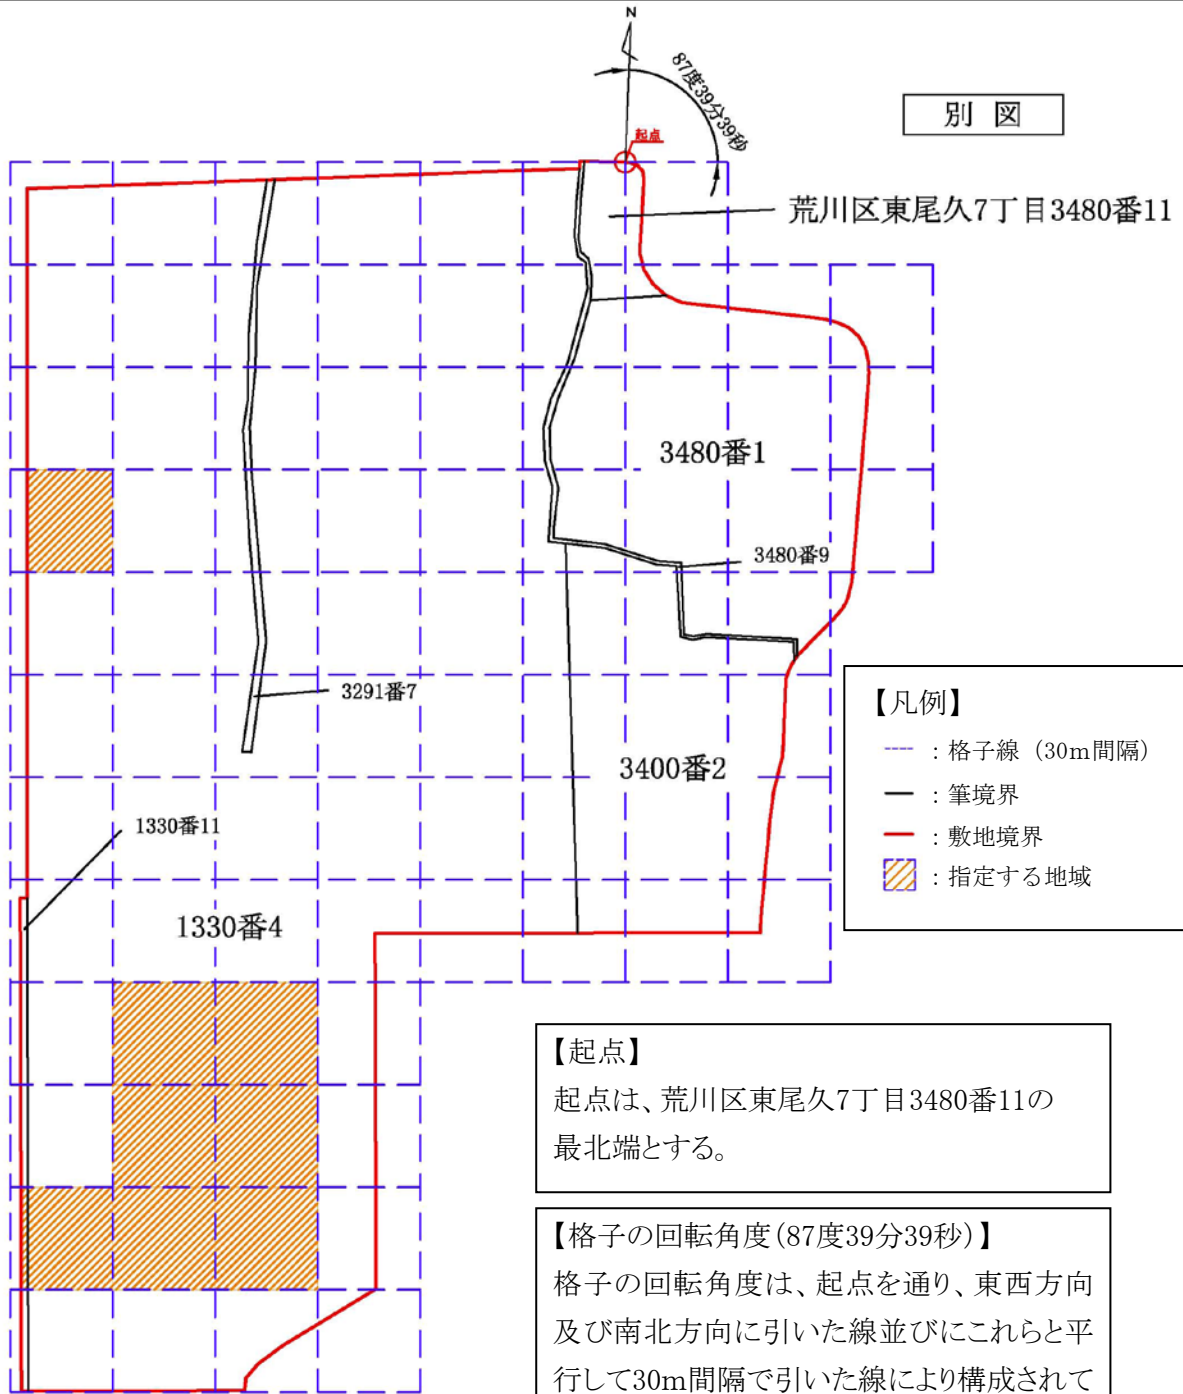 N
87度39分39秒
起点
別 図
荒川区東尾久7丁目3480番11
3480番1
3480番9
3291番7
3400番2
1330番11
1330番4
【凡例】
：格子線（30m間隔）
：筆境界
：敷地境界
：指定する地域
【起点】
起点は、荒川区東尾久7丁目3480番11の
最北端とする。
【格子の回転角度(87度39分39秒)】
格子の回転角度は、起点を通り、東西方向
及び南北方向に引いた線並びにこれらと平
行して30m間隔で引いた線により構成されて